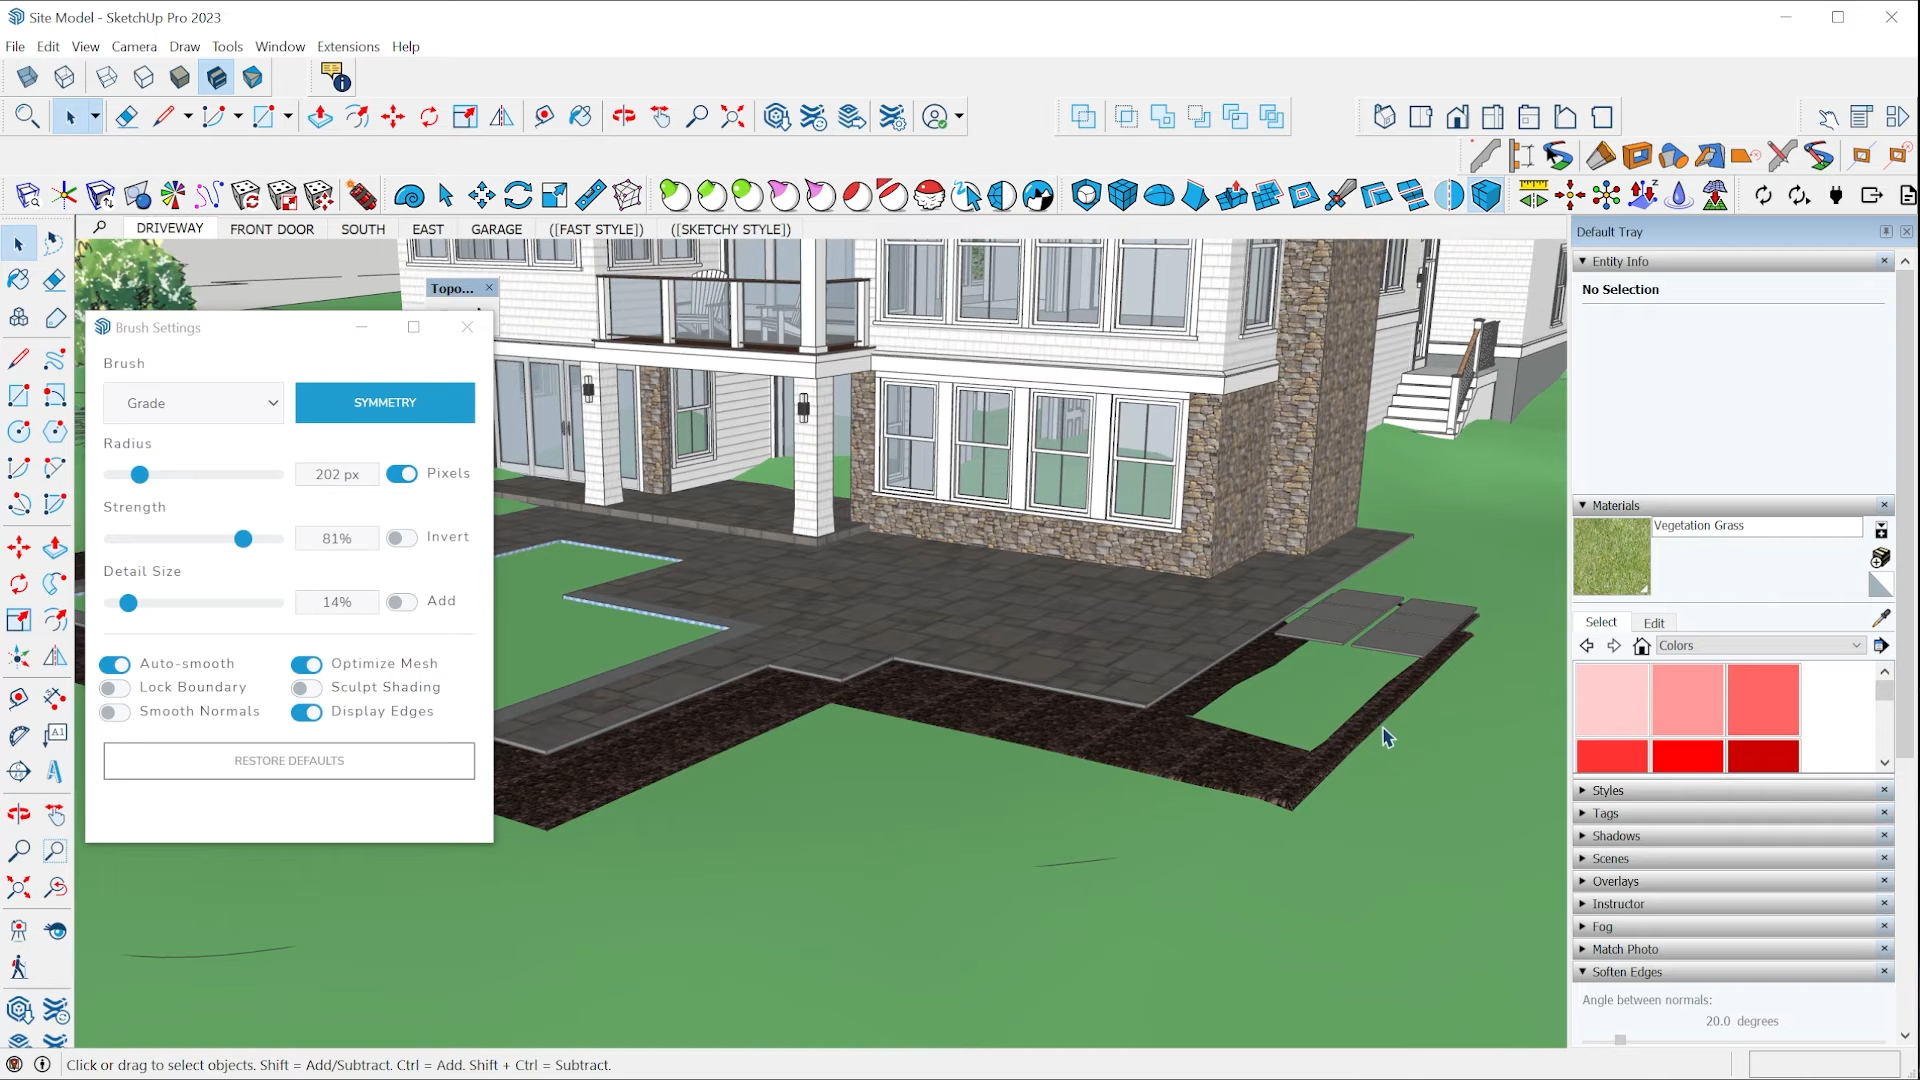 Site Model - SketchUp Pro 2023
File Edit View Camera Draw Tools Window Extensions Help
DRIVEWAY FRONT DOOR SOUTH EAST GARAGE ([FAST STYLE]) ([SKETCHY STYLE])
Topo...
Brush Settings
Brush
Grade SYMMETRY
Radius
202 px Pixels
Strength
81% Invert
Detail Size
14% Add
Auto-smooth Optimize Mesh
Lock Boundary Sculpt Shading
Smooth Normals Display Edges
RESTORE DEFAULTS
Default Tray
Entity Info
No Selection
Materials
Vegetation Grass
Select Edit
Colors
Styles
Tags
Shadows
Scenes
Overlays
Instructor
Fog
Match Photo
Soften Edges
Angle between normals:
20.0 degrees
Click or drag to select objects. Shift = Add/Subtract. Ctrl = Add. Shift + Ctrl = Subtract.